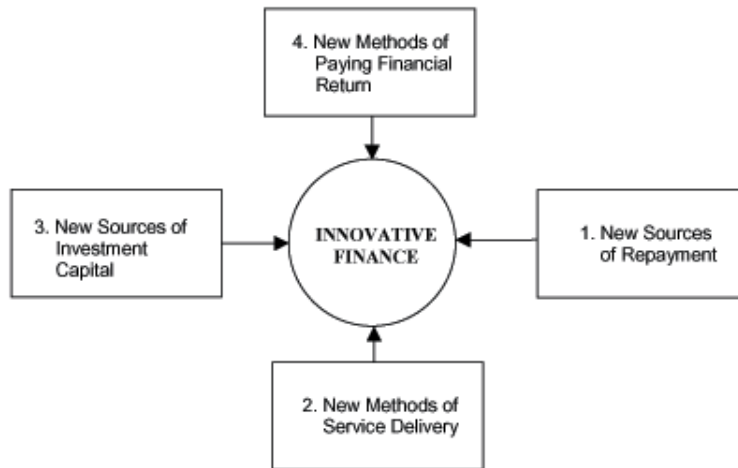 4. New Methods of
Paying Financial
Return
3. New Sources of
Investment
Capital
INNOVATIVE
FINANCE
1. New Sources
of Repayment
2. New Methods of
Service Delivery